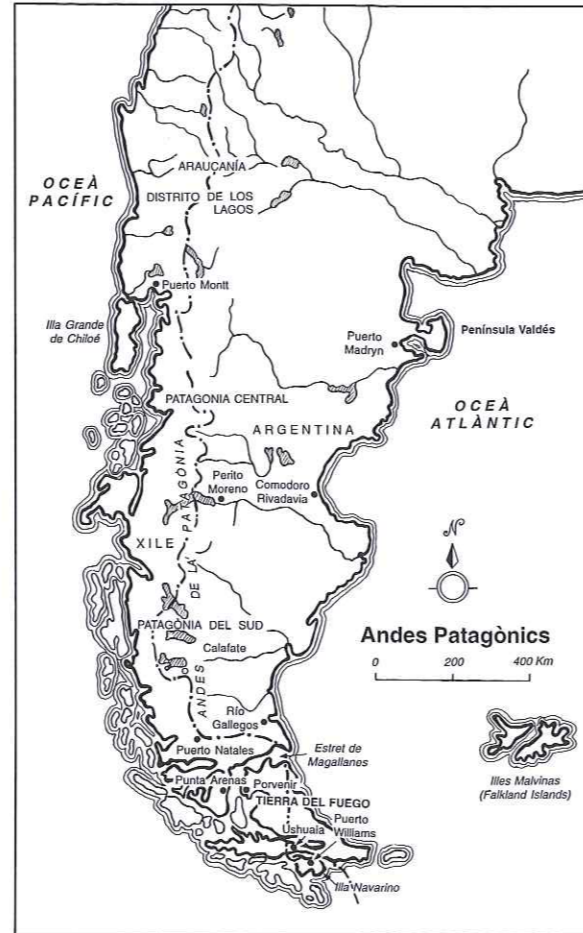 ARAUCANÍA
OCEÀ
PACÍFIC
DISTRITO DE LOS
LAGOS
Puerto Montt
Illa Grande
de Chiloé
Península Valdés
Puerto
Madryn
PATAGONIA CENTRAL
OCEÀ
ATLÀNTIC
ARGENTINA
Perito
Moreno
Comodoro
Rivadavia
XILE
ANDES DE LA PATAGÒNIA
N
PATAGÒNIA DEL SUD
Calafate
Andes Patagònics
0 200 400 Km
Río
Gallegos
Puerto Natales
Estret de
Magallanos
Punta Arenas
Porvenir
TIERRA DEL FUEGO
Illes Malvinas
(Falkland Islands)
Puerto
Williams
Ushuaia
Illa Navarino